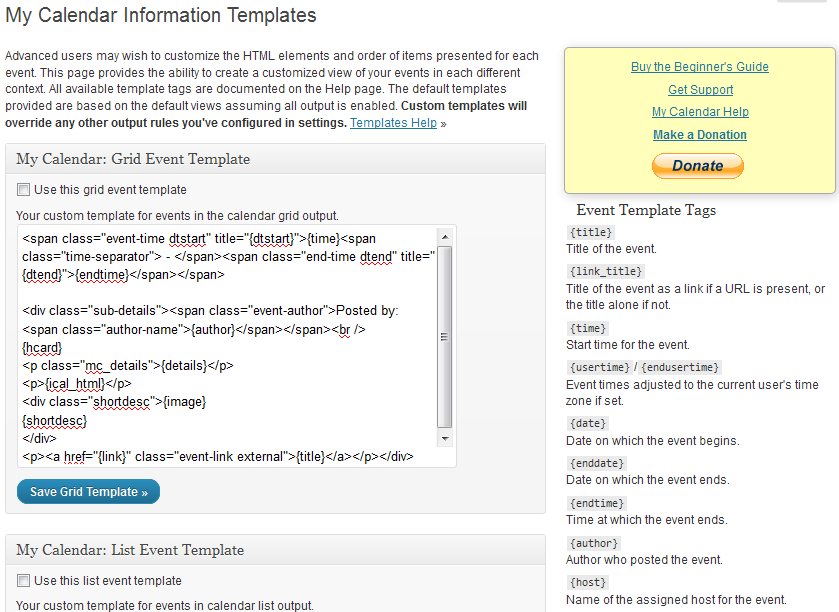 My Calendar Information Templates
Advanced users may wish to customize the HTML elements and order of items presented for each
event. This page provides the ability to create a customized view of your events in each different
context. All available template tags are documented on the Help page. The default templates
provided are based on the default views assuming all output is enabled. Custom templates will
override any other output rules you've configured in settings. Templates Help »
My Calendar: Grid Event Template
Use this grid event template
Your custom template for events in the calendar grid output.
<span class="event-time dtstart" title="{dtstart}">{time}<span
class="time-separator"> - </span><span class="end-time dtend" title="
{dtend}">{endtime}</span></span>
<div class="sub-details"><span class="event-author">Posted by:
<span class="author-name">{author}</span></span><br />
{hcard}
<p class="mc_details">{details}</p>
<p>{ical_html}</p>
<div class="shortdesc">{image}
{shortdesc}
</div>
<p><a href="{link}" class="event-link external">{title}</a></p></div>
Save Grid Template »
My Calendar: List Event Template
Use this list event template
Your custom template for events in calendar list output.
Buy the Beginner's Guide
Get Support
My Calendar Help
Make a Donation
Donate
Event Template Tags
{title}
Title of the event.
{link_title}
Title of the event as a link if a URL is present, or
the title alone if not.
{time}
Start time for the event.
{usertime} / {endusertime}
Event times adjusted to the current user's time
zone if set.
{date}
Date on which the event begins.
{enddate}
Date on which the event ends.
{endtime}
Time at which the event ends.
{author}
Author who posted the event.
{host}
Name of the assigned host for the event.